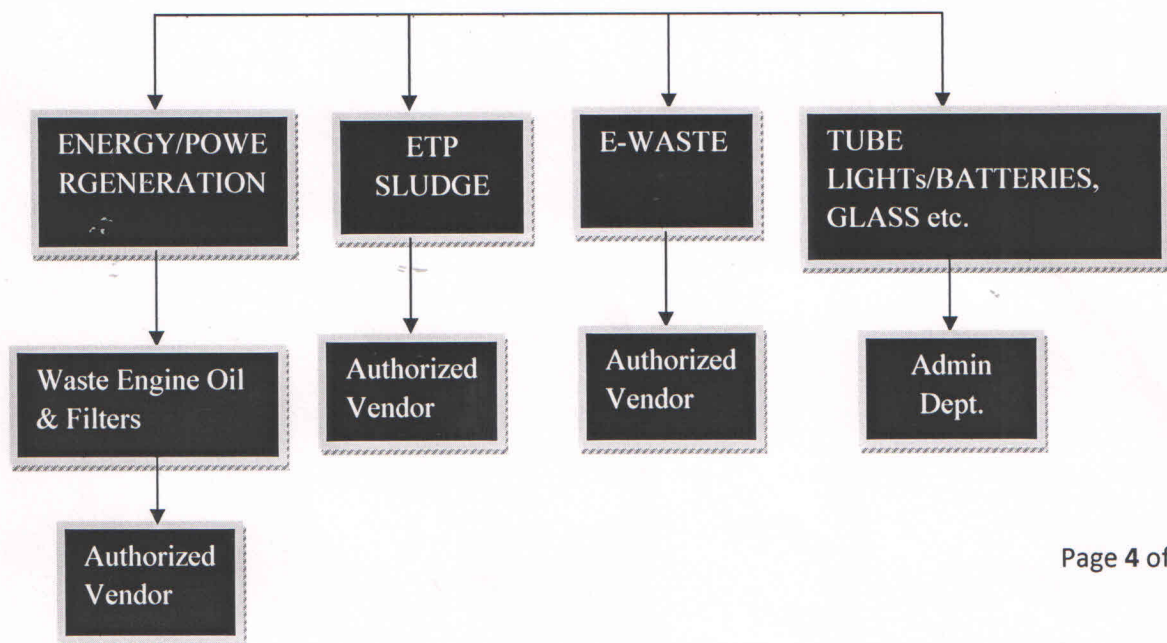 ENERGY/POWE
RGENERATION
ETP
SLUDGE
E-WASTE
TUBE
LIGHTs/BATTERIES,
GLASS etc.
Waste Engine Oil
& Filters
Authorized
Vendor
Authorized
Vendor
Admin
Dept.
Authorized
Vendor
Page 4 of